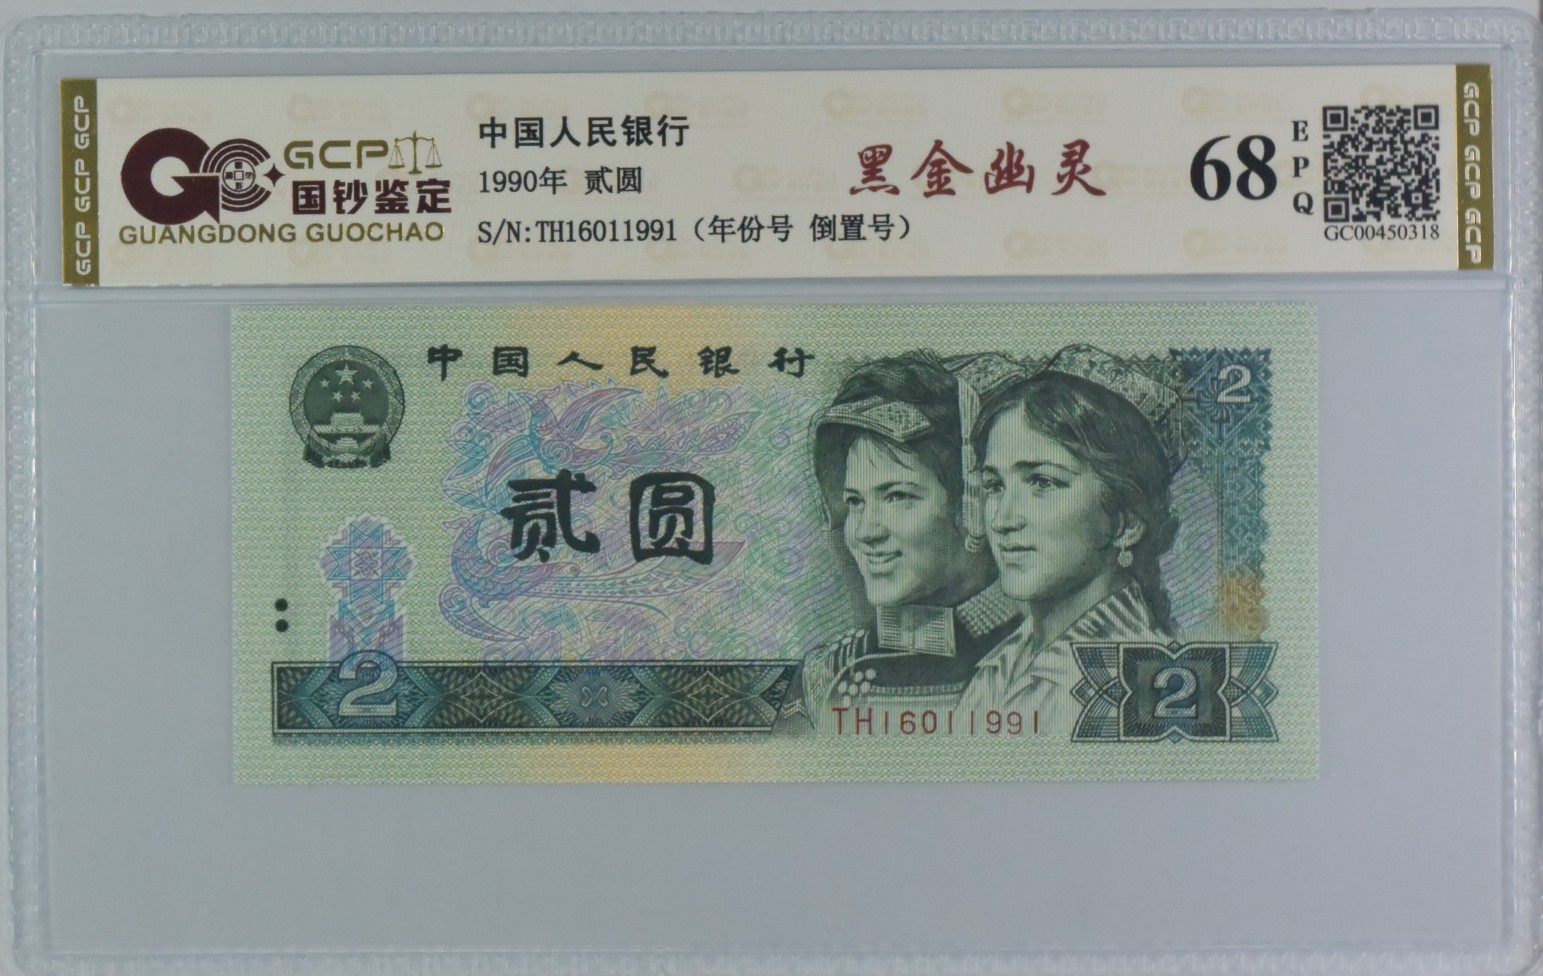 GCP GCP GCP
GCP
国钞鉴定
GUANGDONG GUOCHAO
中国人民银行
1990年 贰圆
S/N:TH16011991（年份号 倒置号）
黑金幽灵
68
E
P
Q
GC00450318
GCP GCP GCP
中国人民银行
2
贰圆
2
2
TH16011991